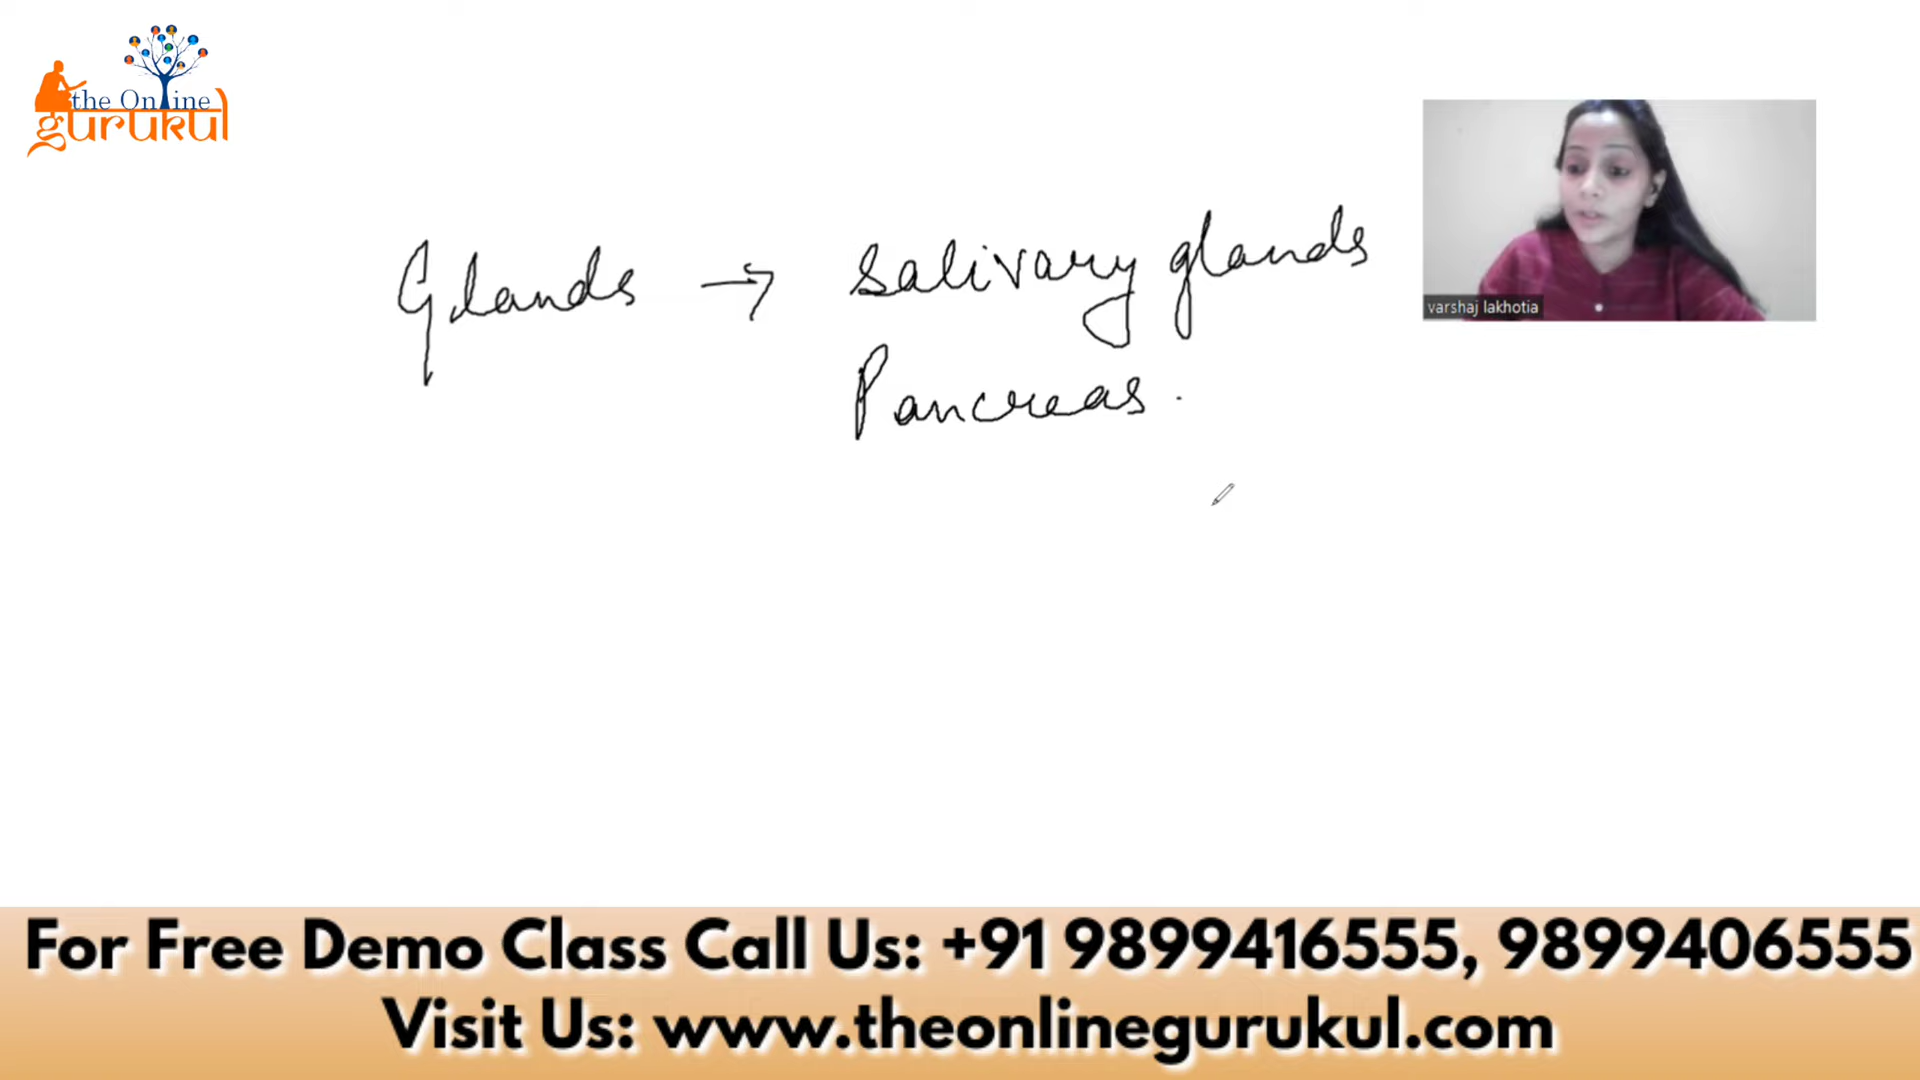 the Online
gurukul
Glands → Salivary glands
Pancreas.
varshaj lakhotia
For Free Demo Class Call Us: +91 9899416555, 9899406555
Visit Us: www.theonlinegurukul.com